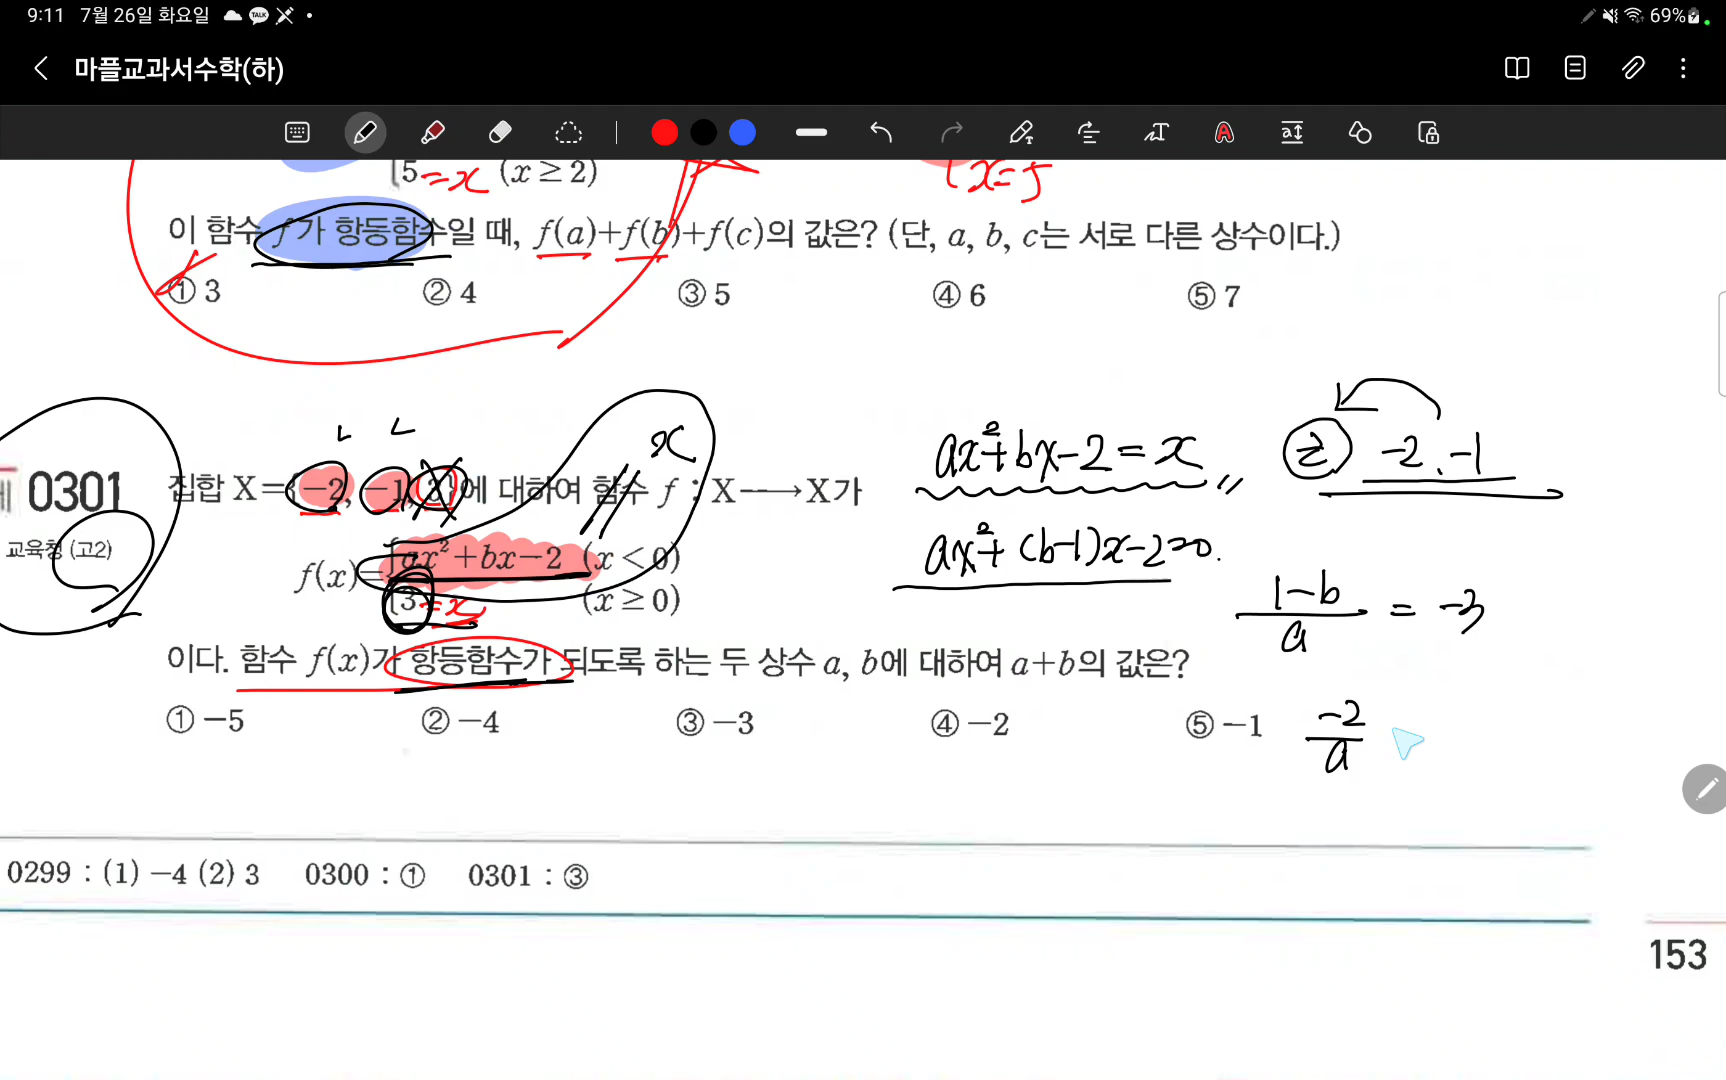 9:11 7월 26일 화요일 TALK 69%
마플교과서수학(하)
5 =x (x≥2) x=5
이 함수 f가 항등함수일 때, f(a)+f(b)+f(c)의 값은? (단, a, b, c는 서로 다른 상수이다.)
① 3 ② 4 ③ 5 ④ 6 ⑤ 7
x
ax²+bx-2=x -2, -1
0301 집합 X={-2, -1, 3}에 대하여 함수 f : X→X가
교육청 (고2)
f(x)= ax²+bx-2 (x<0)
3 =x (x≥0)
ax²+(b-1)x-2=0.
(1-b)/a = -3
이다. 함수 f(x)가 항등함수가 되도록 하는 두 상수 a, b에 대하여 a+b의 값은?
① -5 ② -4 ③ -3 ④ -2 ⑤ -1
-2/a
0299 : (1) -4 (2) 3 0300 : ① 0301 : ③
153